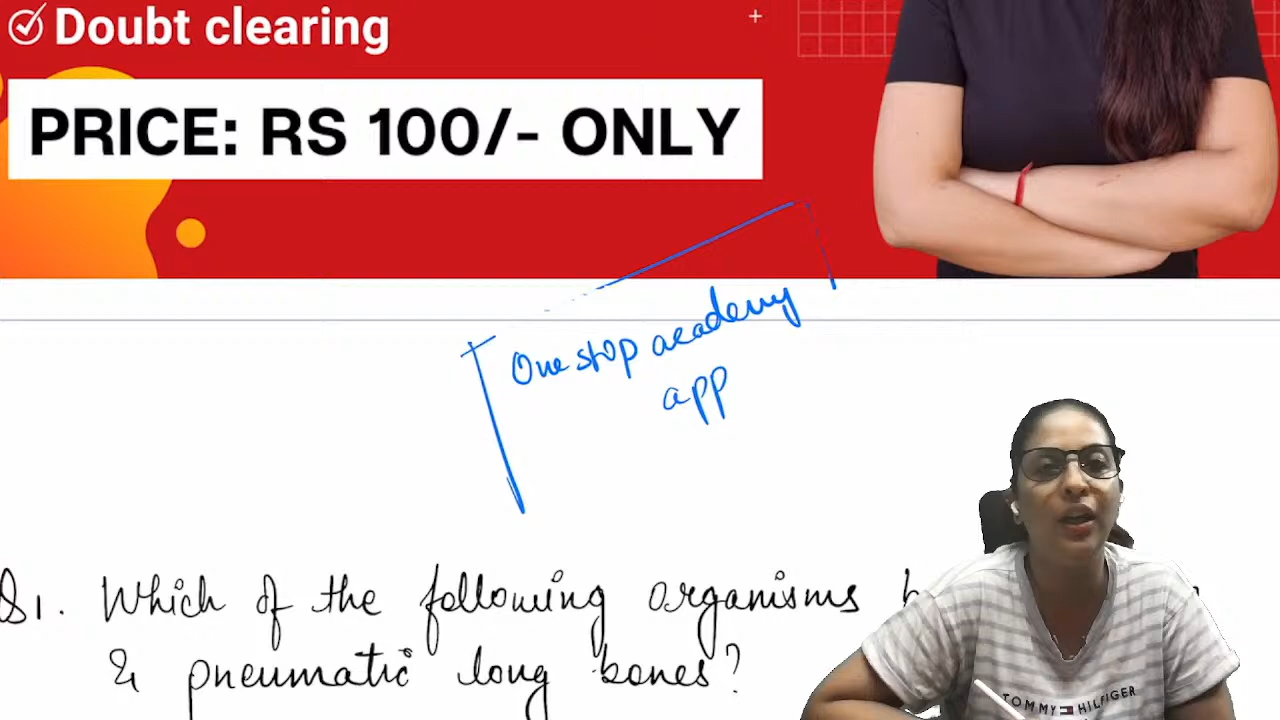 Doubt clearing
PRICE: RS 100/- ONLY
One stop academy
app
Q1. Which of the following organisms
& pneumatic long bones?
TOMMY HILFIGER